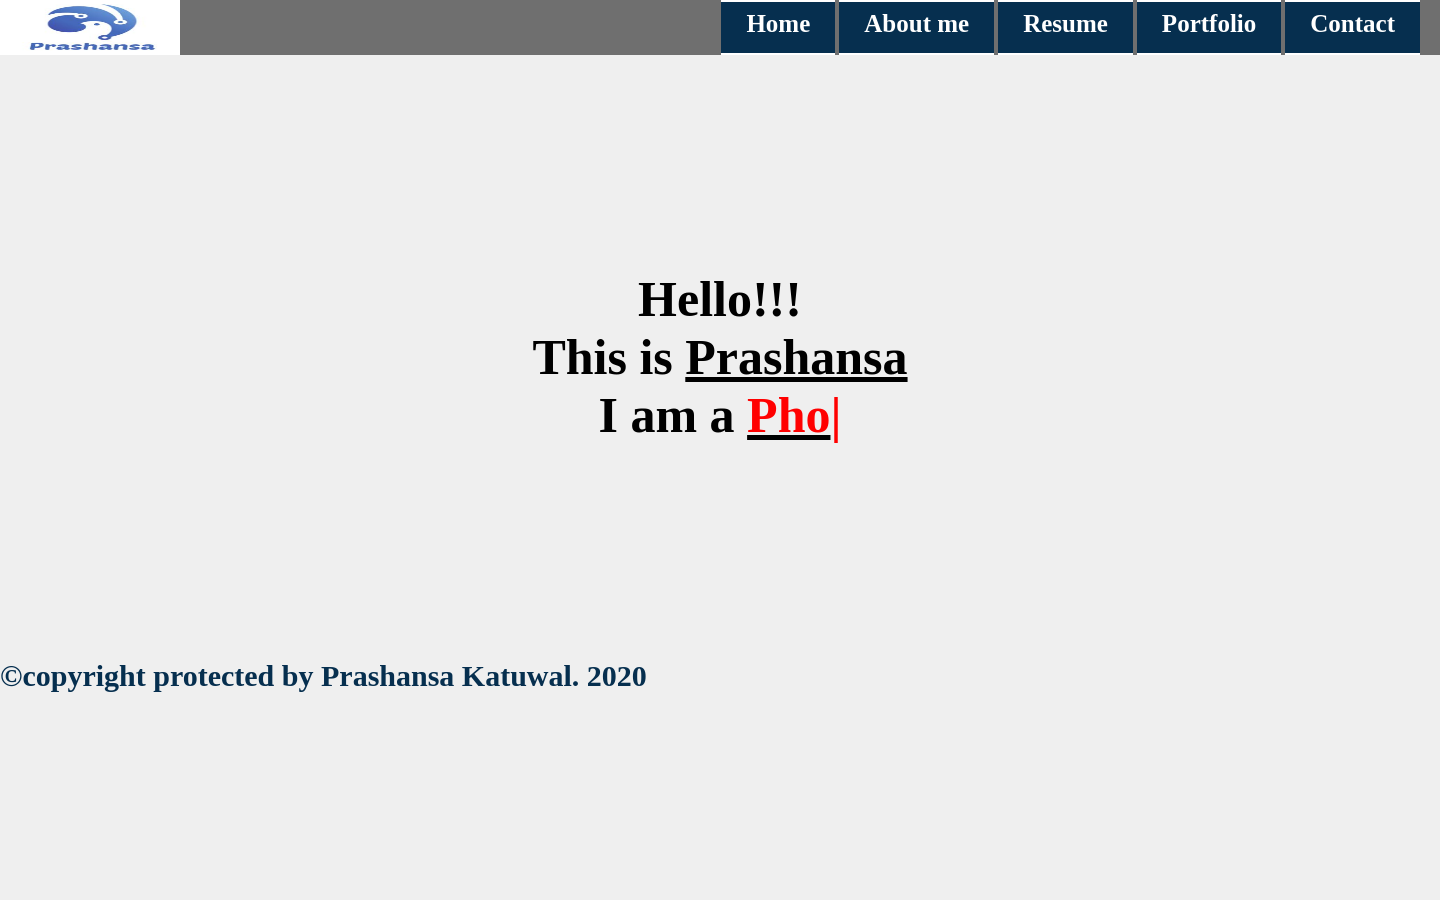 Prashansa
Home About me Resume Portfolio Contact
Hello!!!
This is Prashansa
I am a Pho|
©copyright protected by Prashansa Katuwal. 2020